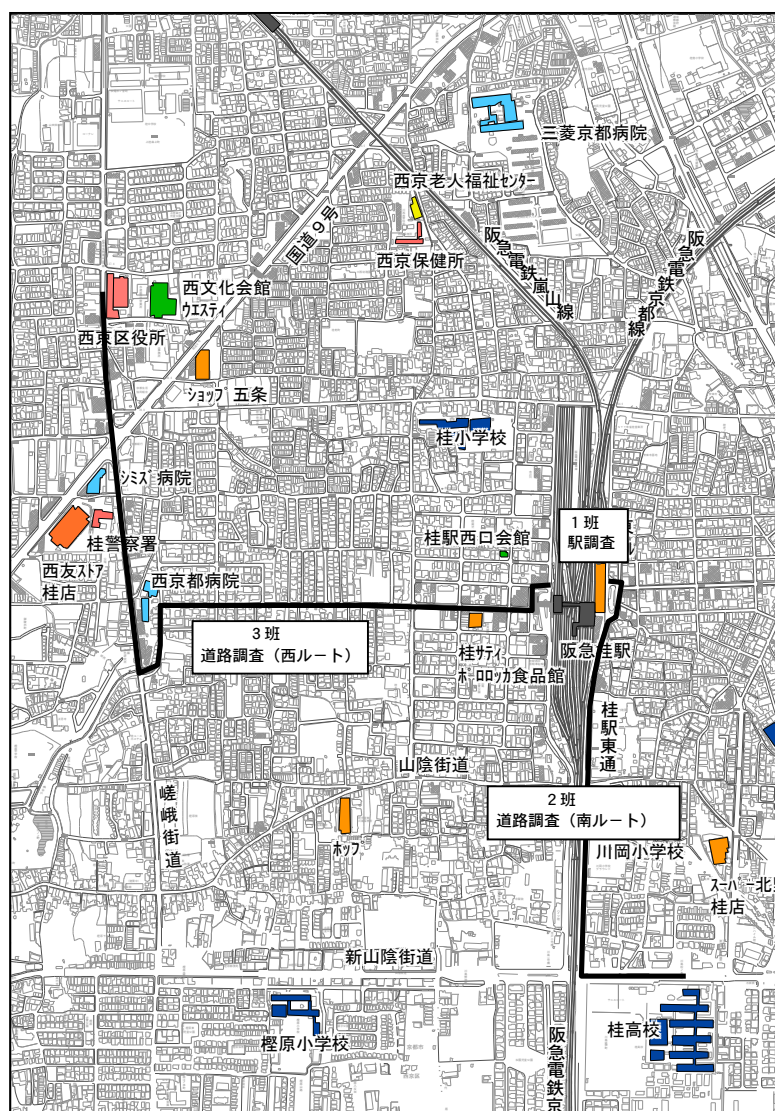 三菱京都病院
西京老人福祉ｾﾝﾀｰ
西京保健所
国道９号
阪急電鉄嵐山線
阪急電鉄京都線
西文化会館
ｳｴｽﾃｨ
西京区役所
ｼｮｯﾌﾟ五条
桂小学校
ｼﾐｽﾞ病院
桂警察署
西友ｽﾄｱ
桂店
西京都病院
桂駅西口会館
１班
駅調査
３班
道路調査（西ルート）
桂ｻﾃｨ
ﾎﾟﾛﾛｯｶ食品館
阪急桂駅
桂駅東通
山陰街道
嵯峨街道
ﾎｯﾌﾟ
２班
道路調査（南ルート）
川岡小学校
ｽｰﾊﾟｰ北
桂店
新山陰街道
樫原小学校
阪急電鉄京
桂高校